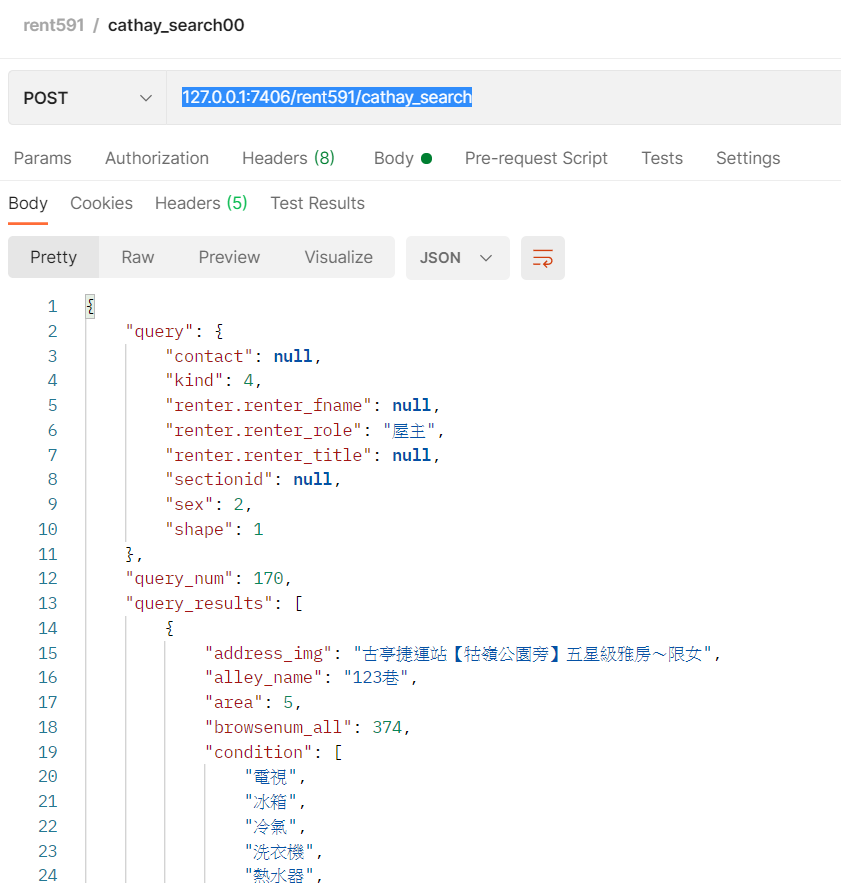 rent591 / cathay_search00
POST 127.0.0.1:7406/rent591/cathay_search
Params Authorization Headers (8) Body Pre-request Script Tests Settings
Body Cookies Headers (5) Test Results
Pretty Raw Preview Visualize JSON
1 {
2 "query": {
3 "contact": null,
4 "kind": 4,
5 "renter.renter_fname": null,
6 "renter.renter_role": "屋主",
7 "renter.renter_title": null,
8 "sectionid": null,
9 "sex": 2,
10 "shape": 1
11 },
12 "query_num": 170,
13 "query_results": [
14 {
15 "address_img": "古亭捷運站【牯嶺公園旁】五星級雅房～限女",
16 "alley_name": "123巷",
17 "area": 5,
18 "browsenum_all": 374,
19 "condition": [
20 "電視",
21 "冰箱",
22 "冷氣",
23 "洗衣機",
24 "熱水器",